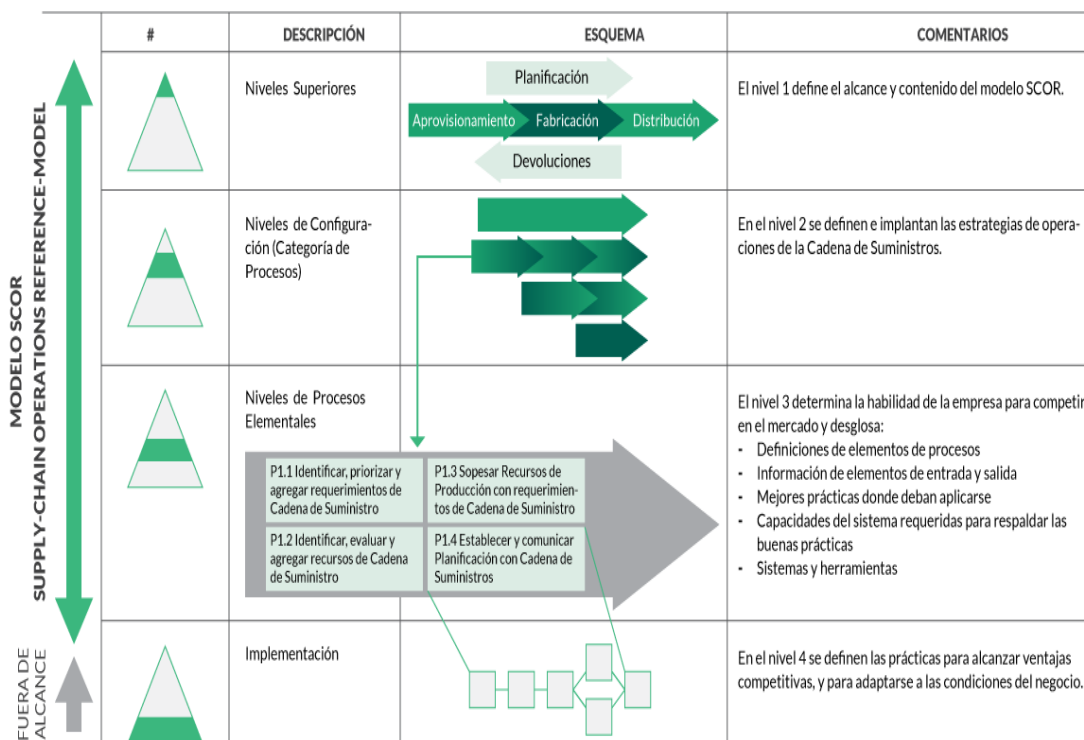 MODELO SCOR
SUPPLY-CHAIN OPERATIONS REFERENCE-MODEL
FUERA DE
ALCANCE
#
DESCRIPCIÓN
ESQUEMA
COMENTARIOS
Niveles Superiores
Planificación
Aprovisionamiento
Fabricación
Distribución
Devoluciones
El nivel 1 define el alcance y contenido del modelo SCOR.
Niveles de Configura-
ción (Categoría de
Procesos)
En el nivel 2 se definen e implantan las estrategias de opera-
ciones de la Cadena de Suministros.
Niveles de Procesos
Elementales
P1.1 Identificar, priorizar y
agregar requerimientos de
Cadena de Suministro
P1.3 Sopesar Recursos de
Producción con requerimien-
tos de Cadena de Suministro
P1.2 Identificar, evaluar y
agregar recursos de Cadena
de Suministro
P1.4 Establecer y comunicar
Planificación con Cadena de
Suministros
El nivel 3 determina la habilidad de la empresa para competir
en el mercado y desglosa:
- Definiciones de elementos de procesos
- Información de elementos de entrada y salida
- Mejores prácticas donde deban aplicarse
- Capacidades del sistema requeridas para respaldar las
buenas prácticas
- Sistemas y herramientas
Implementación
En el nivel 4 se definen las prácticas para alcanzar ventajas
competitivas, y para adaptarse a las condiciones del negocio.